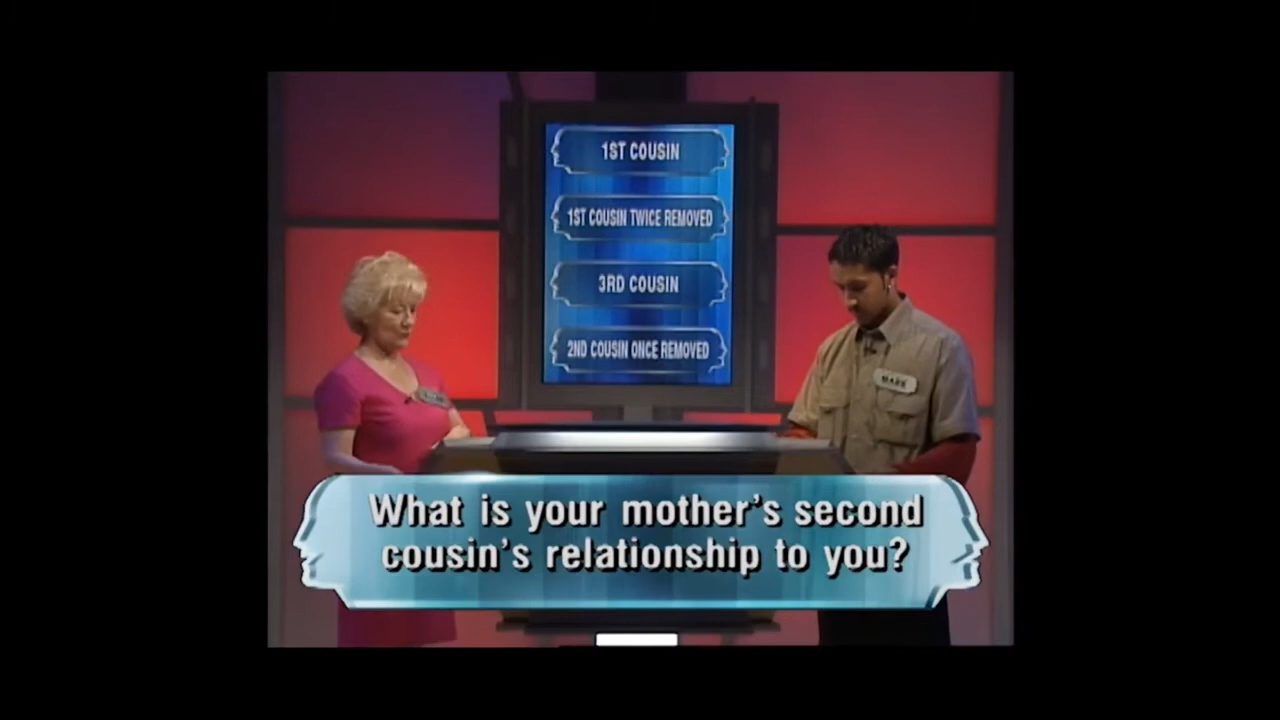 1ST COUSIN
1ST COUSIN TWICE REMOVED
3RD COUSIN
2ND COUSIN ONCE REMOVED
MARK
What is your mother's second
cousin's relationship to you?